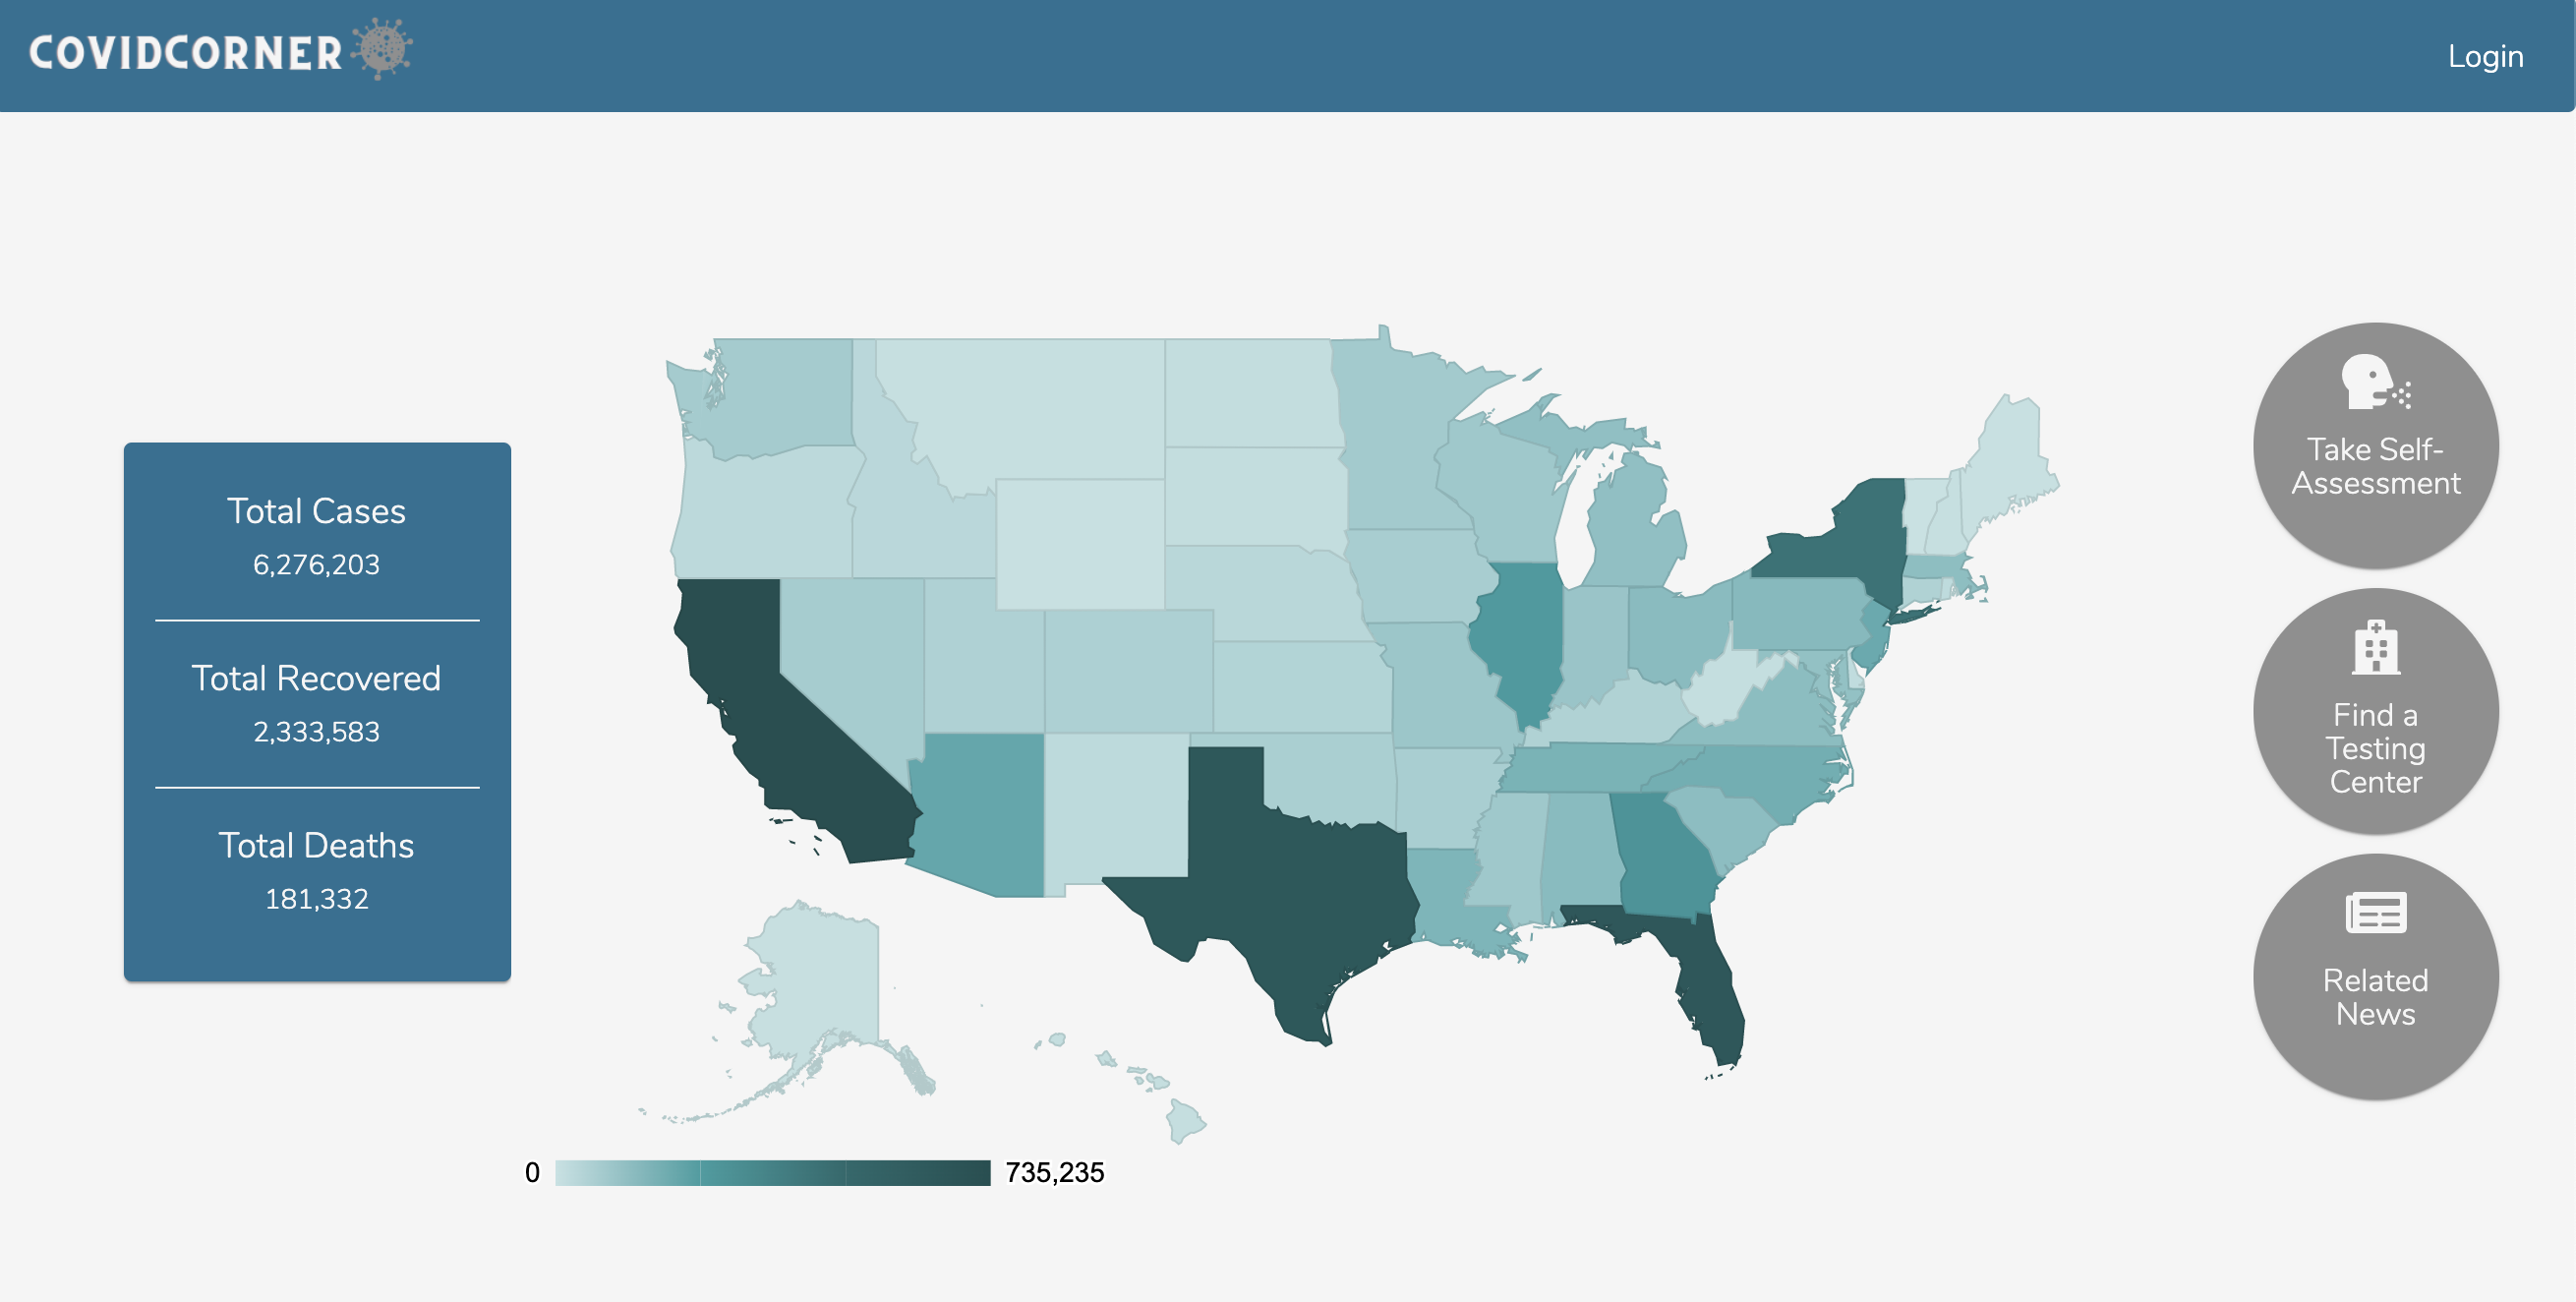 COVIDCORNER
Login
Total Cases
6,276,203
Total Recovered
2,333,583
Total Deaths
181,332
Take Self-
Assessment
Find a
Testing
Center
Related
News
0
735,235